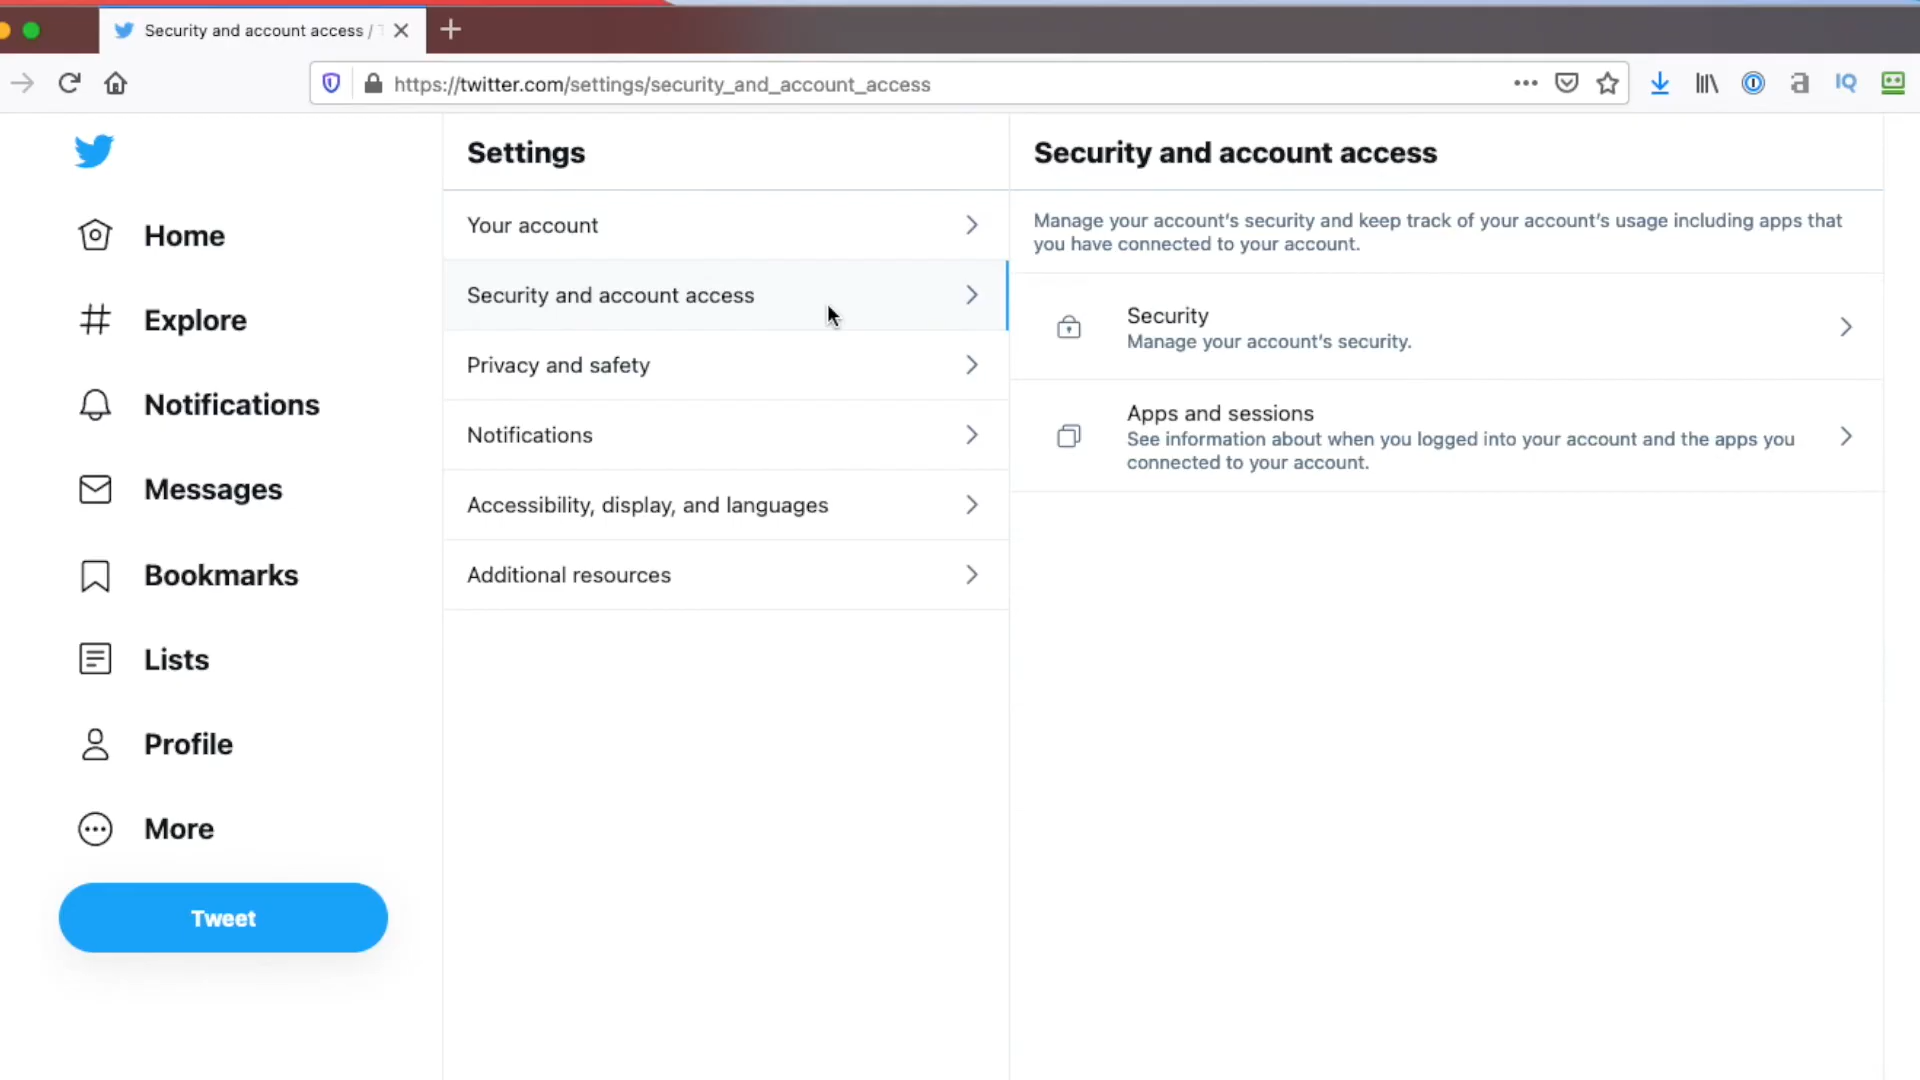 Security and account access /
https://twitter.com/settings/security_and_account_access
a
IQ
Home
Explore
Notifications
Messages
Bookmarks
Lists
Profile
More
Tweet
Settings
Your account
Security and account access
Privacy and safety
Notifications
Accessibility, display, and languages
Additional resources
Security and account access
Manage your account's security and keep track of your account's usage including apps that
you have connected to your account.
Security
Manage your account's security.
Apps and sessions
See information about when you logged into your account and the apps you
connected to your account.